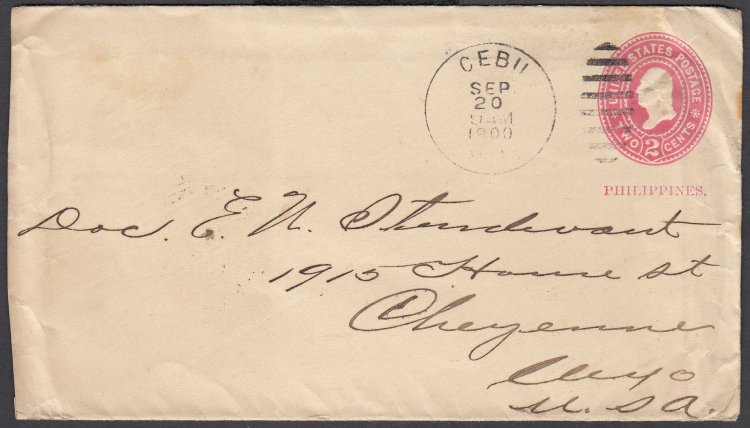 CEBU
SEP.
20
9 AM
1900
UNITED STATES POSTAGE
TWO 2 CENTS
PHILIPPINES.
Doc. E. N. Sturdevant
1915 House st
Cheyenne
Wyo
U. S. A.